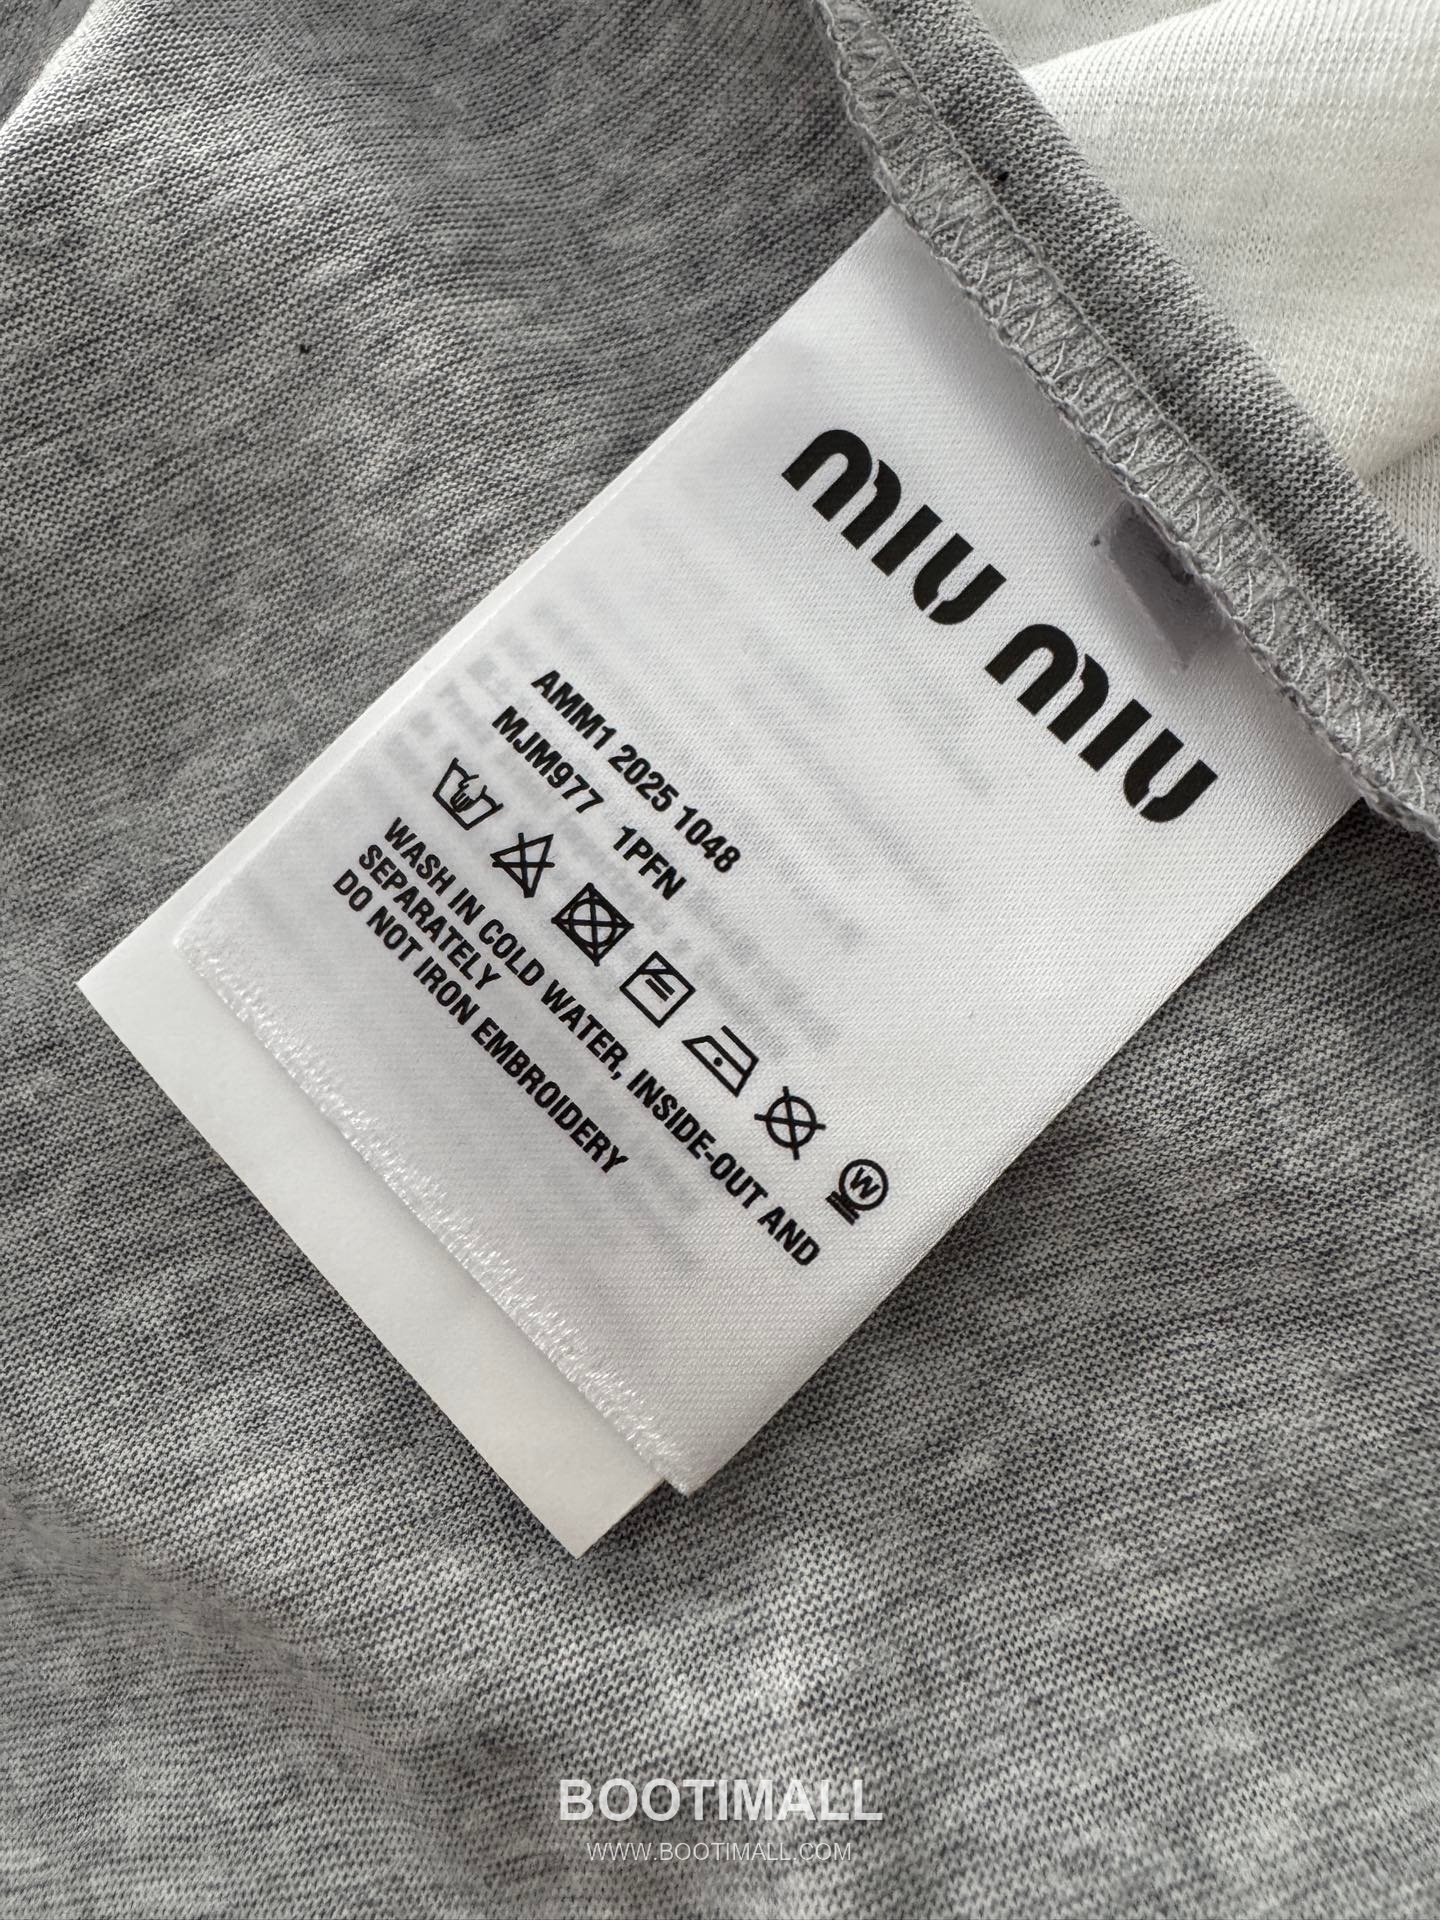 miu miu
AMM1 2025 1048
MJM977 1PFN
W
WASH IN COLD WATER, INSIDE-OUT AND
SEPARATELY
DO NOT IRON EMBROIDERY
BOOTIMALL
WWW.BOOTIMALL.COM